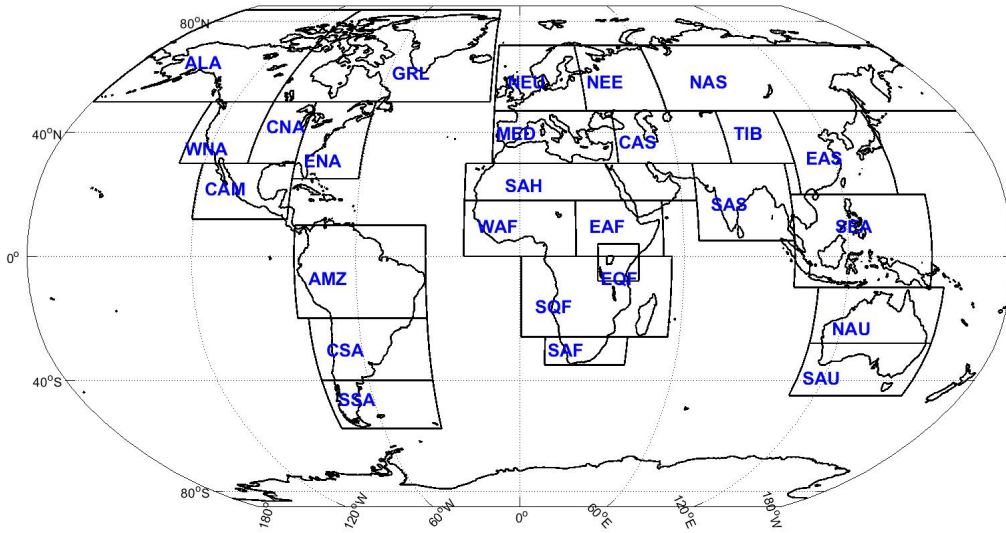 80°N
ALA
GRL
NEU
NEE
NAS
40°N
CNA
MED
CAS
TIB
WNA
ENA
EAS
CAM
SAH
SAS
WAF
EAF
SEA
0°
AMZ
EQF
SQF
NAU
CSA
SAF
40°S
SAU
SSA
80°S
180°W
120°W
60°W
0°
60°E
120°E
180°W